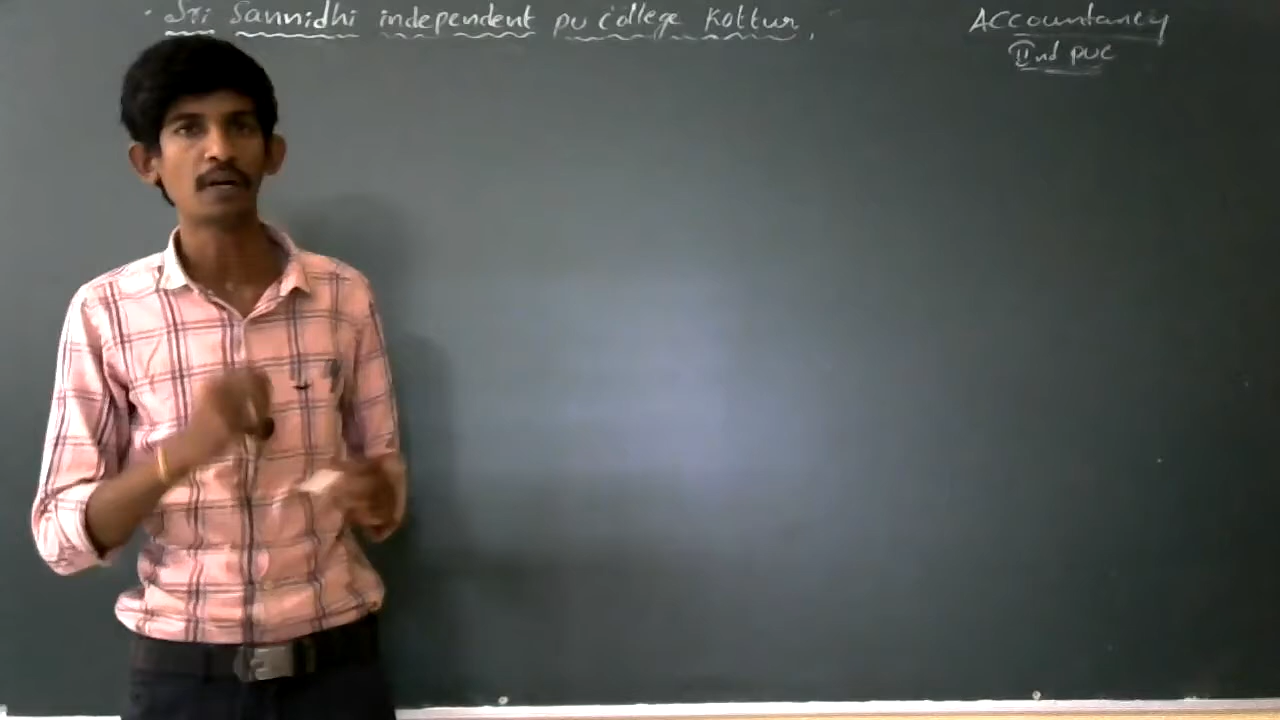 Sri Sannidhi independent pu college Kottur,
Accountancy
IInd puc